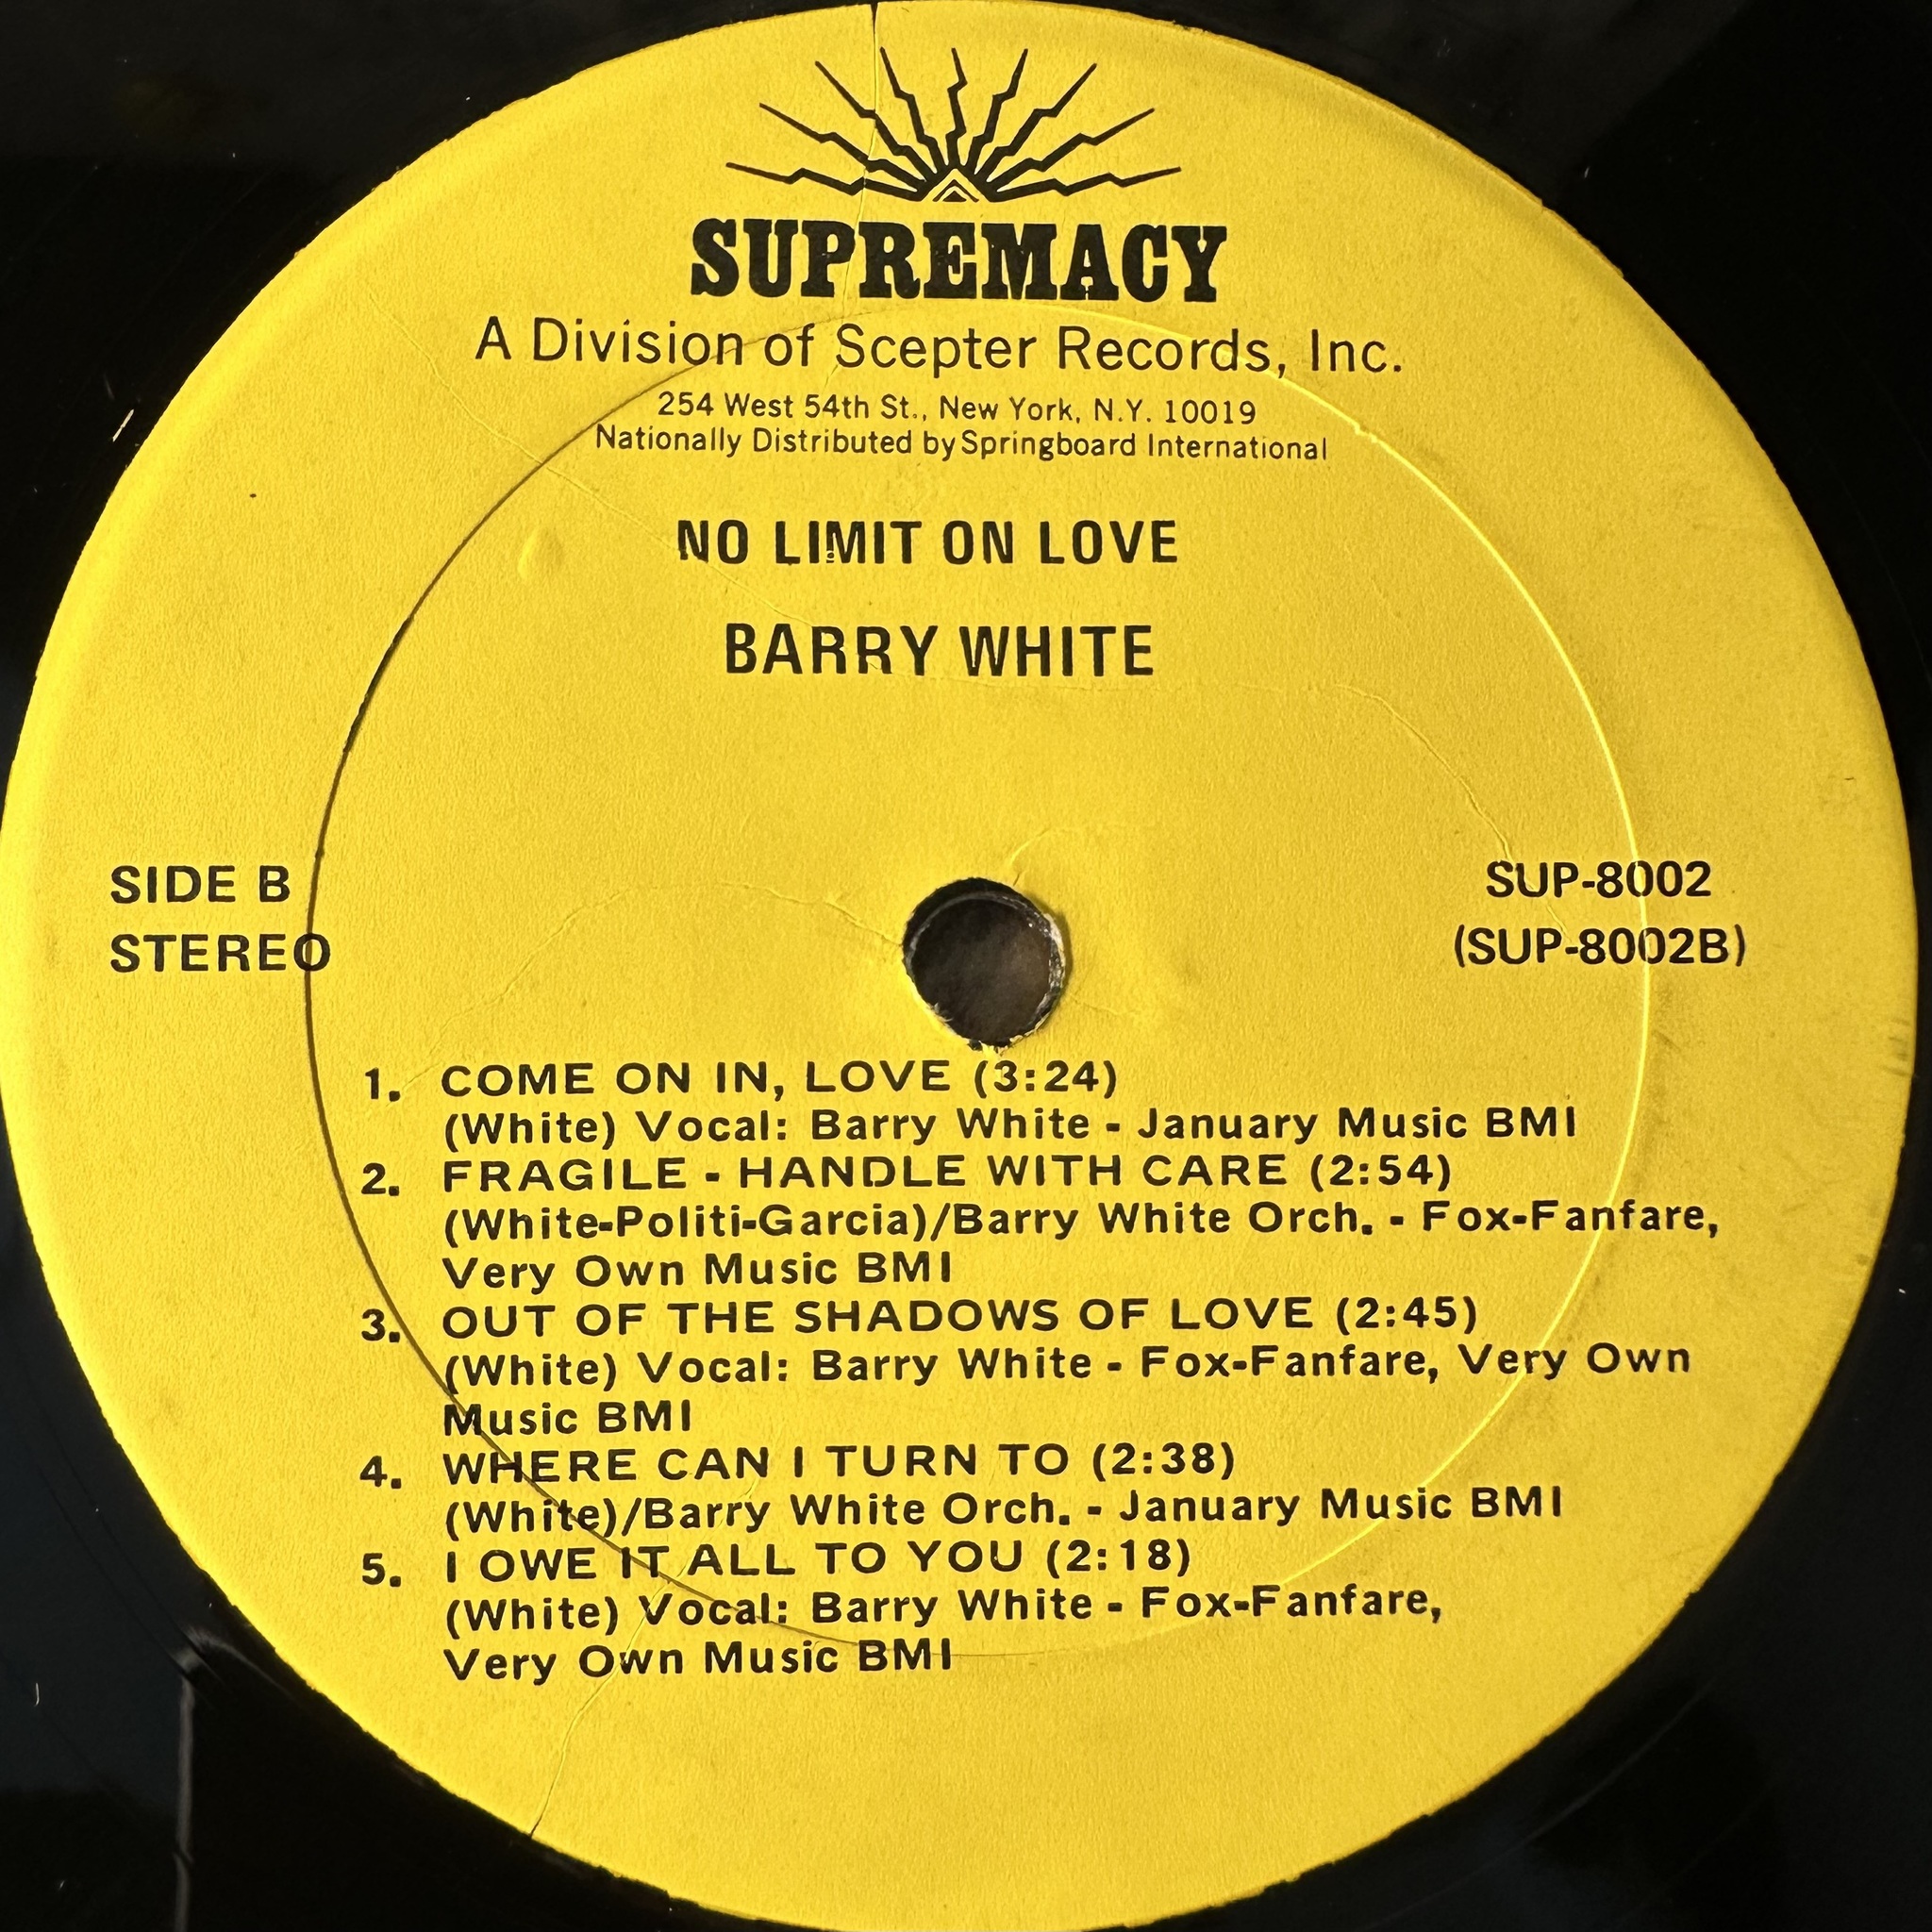 SUPREMACY
A Division of Scepter Records, Inc.
254 West 54th St., New York, N.Y. 10019
Nationally Distributed by Springboard International
NO LIMIT ON LOVE
BARRY WHITE
SIDE B
STEREO
SUP-8002
(SUP-8002B)
1. COME ON IN, LOVE (3:24)
(White) Vocal: Barry White - January Music BMI
2. FRAGILE - HANDLE WITH CARE (2:54)
(White-Politi-Garcia)/Barry White Orch. - Fox-Fanfare,
Very Own Music BMI
3. OUT OF THE SHADOWS OF LOVE (2:45)
(White) Vocal: Barry White - Fox-Fanfare, Very Own
Music BMI
4. WHERE CAN I TURN TO (2:38)
(White)/Barry White Orch. - January Music BMI
5. I OWE IT ALL TO YOU (2:18)
(White) Vocal: Barry White - Fox-Fanfare,
Very Own Music BMI